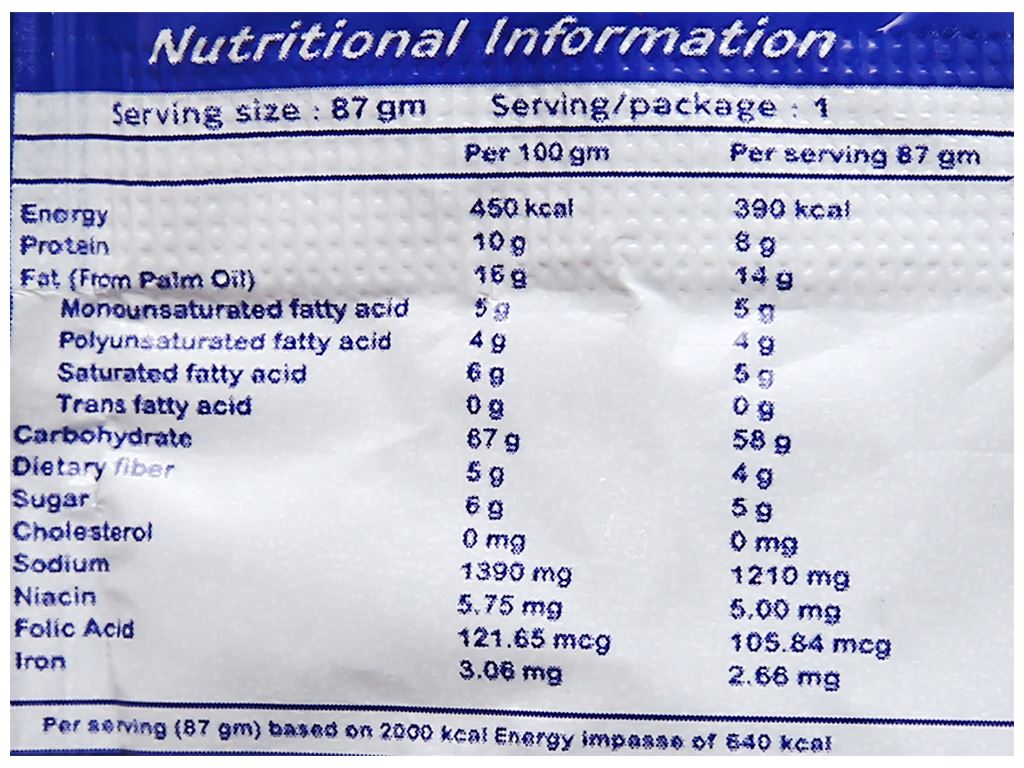 Nutritional Information
Serving size : 87 gm Serving/package : 1
Per 100 gm Per serving 87 gm
Energy 450 kcal 390 kcal
Protein 10 g 8 g
Fat (From Palm Oil) 16 g 14 g
Monounsaturated fatty acid 5 g 5 g
Polyunsaturated fatty acid 4 g 4 g
Saturated fatty acid 6 g 5 g
Trans fatty acid 0 g 0 g
Carbohydrate 67 g 58 g
Dietary fiber 5 g 4 g
Sugar 6 g 5 g
Cholesterol 0 mg 0 mg
Sodium 1390 mg 1210 mg
Niacin 5.75 mg 5.00 mg
Folic Acid 121.65 mcg 105.84 mcg
Iron 3.06 mg 2.66 mg
Per serving (87 gm) based on 2000 kcal Energy impasse of 640 kcal